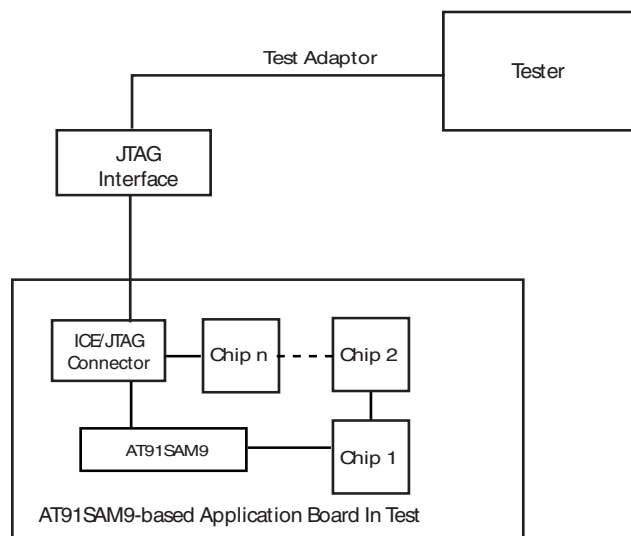 Test Adaptor
Tester
JTAG
Interface
ICE/JTAG
Connector
Chip n
Chip 2
AT91SAM9
Chip 1
AT91SAM9-based Application Board In Test